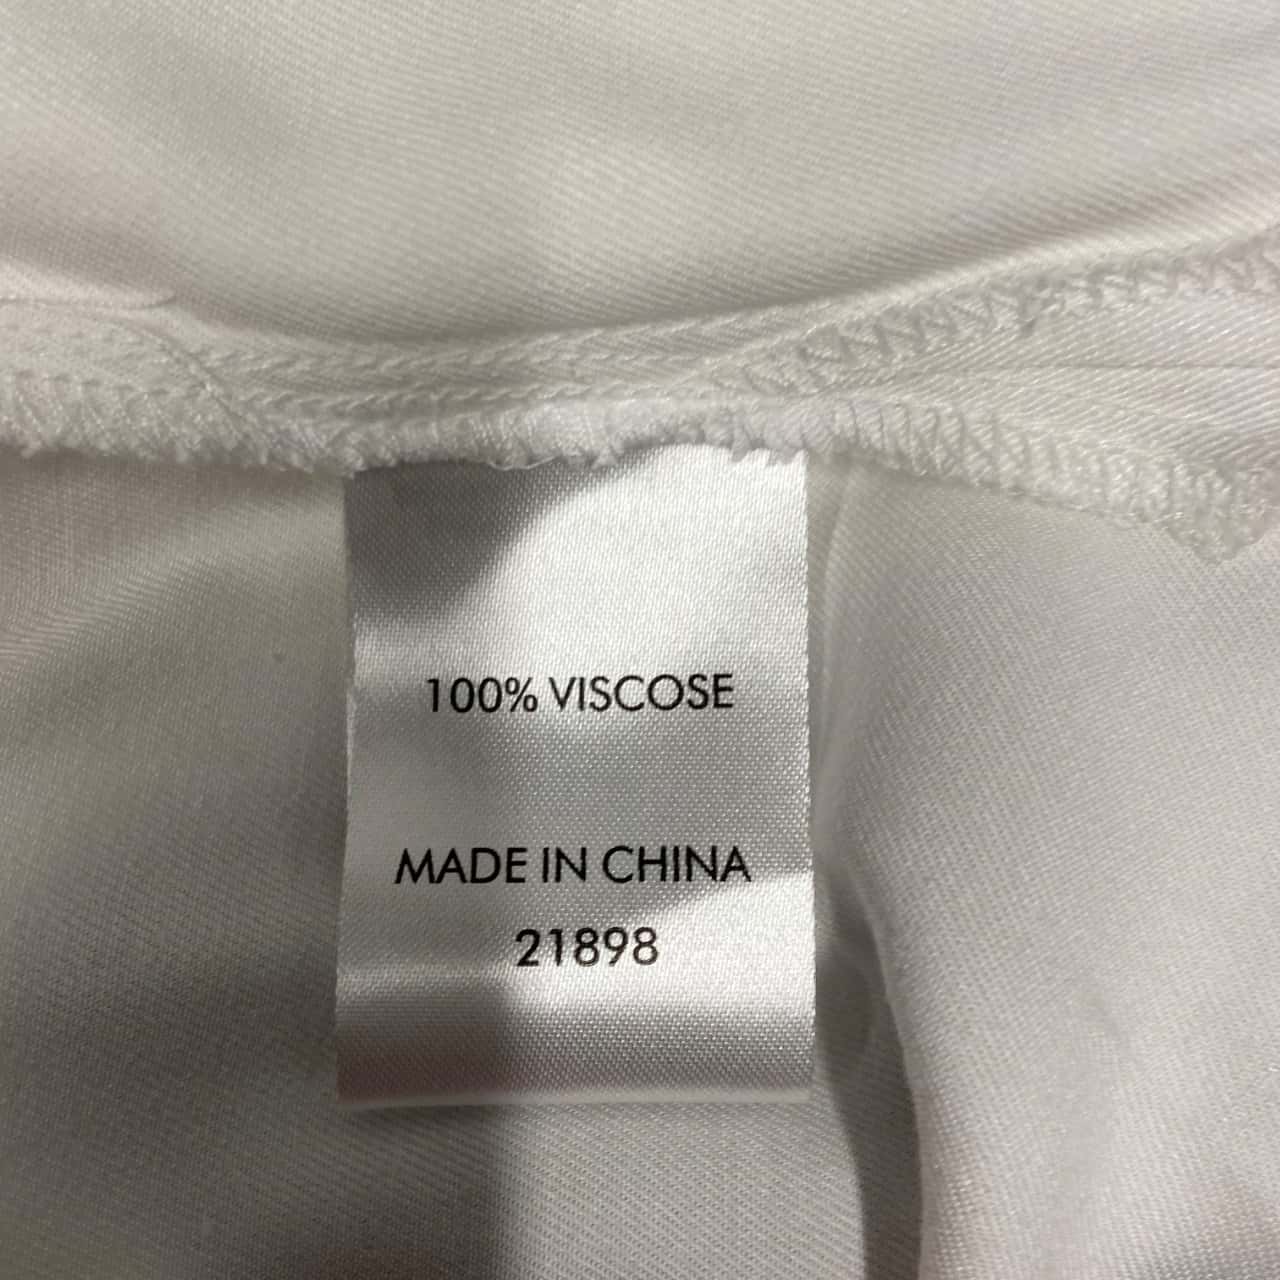 100% VISCOSE
MADE IN CHINA
21898